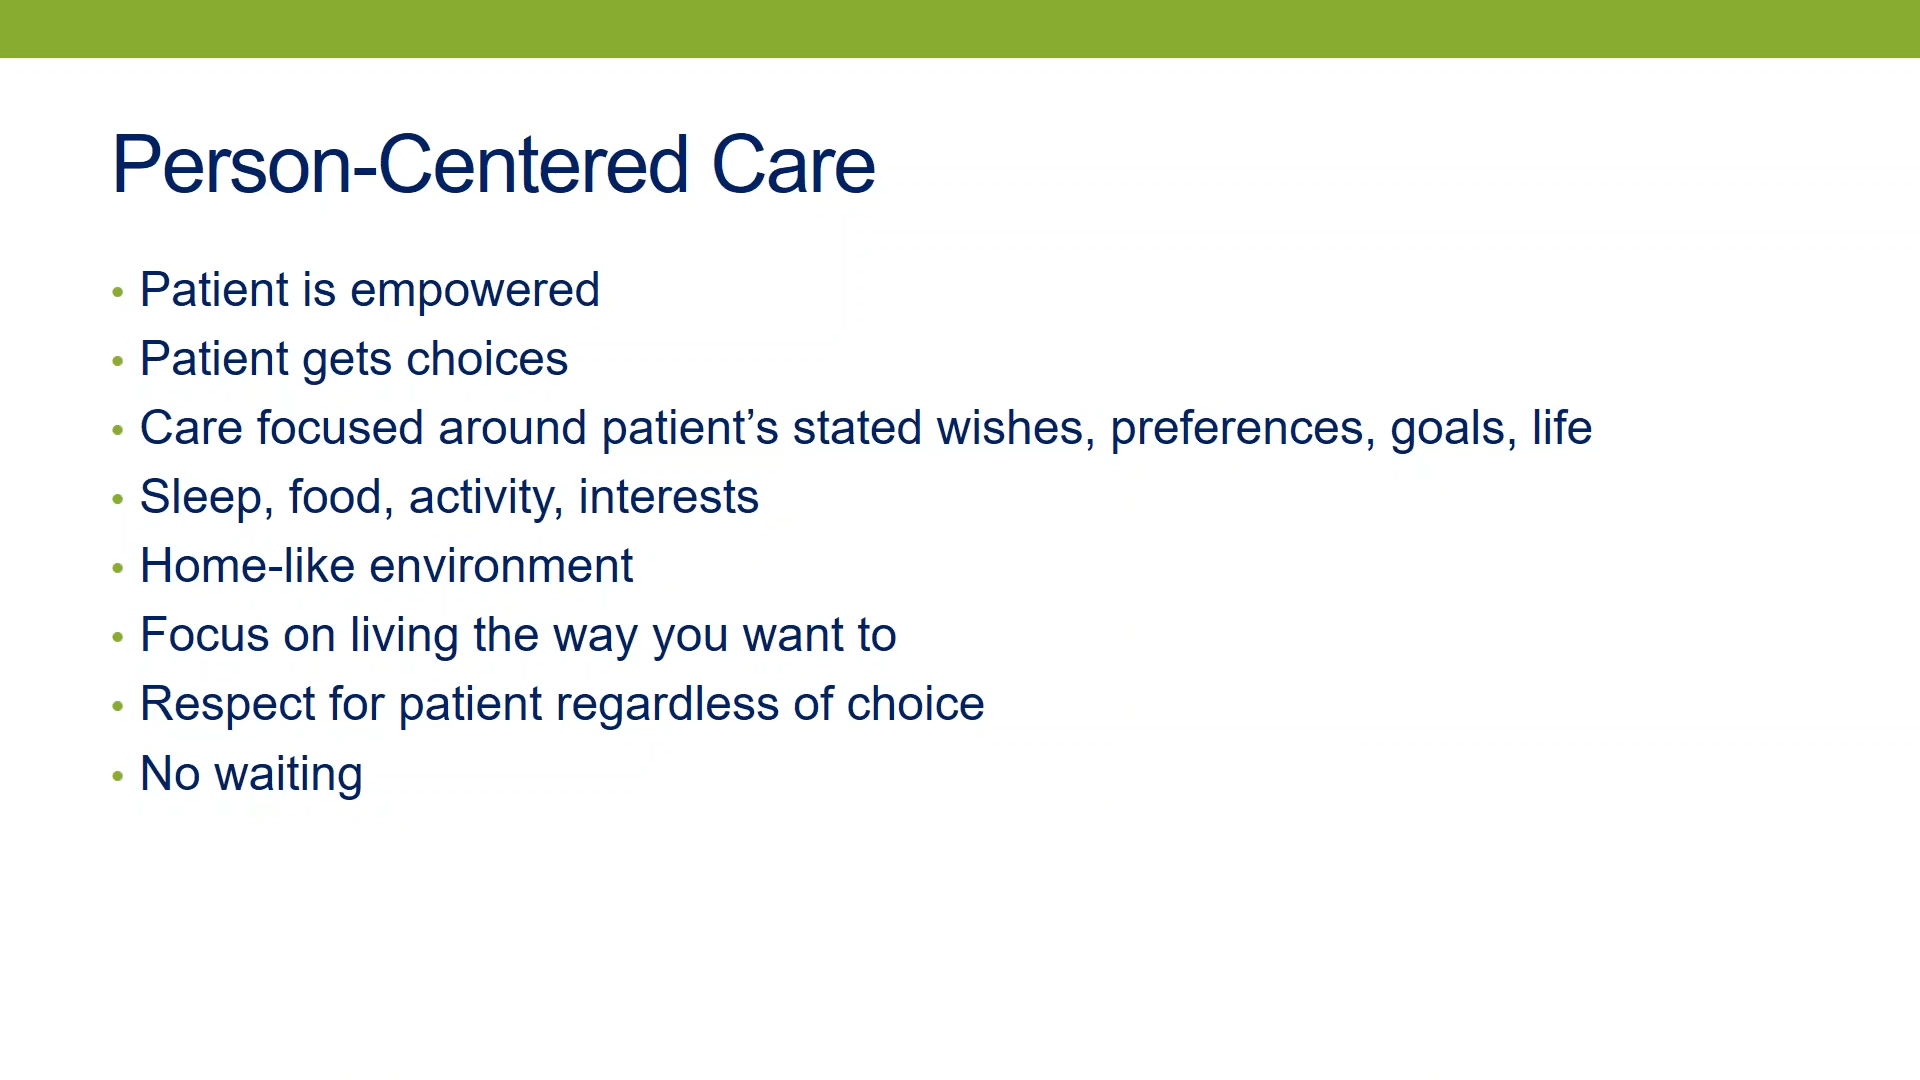 Person-Centered Care
• Patient is empowered
• Patient gets choices
• Care focused around patient’s stated wishes, preferences, goals, life
• Sleep, food, activity, interests
• Home-like environment
• Focus on living the way you want to
• Respect for patient regardless of choice
• No waiting